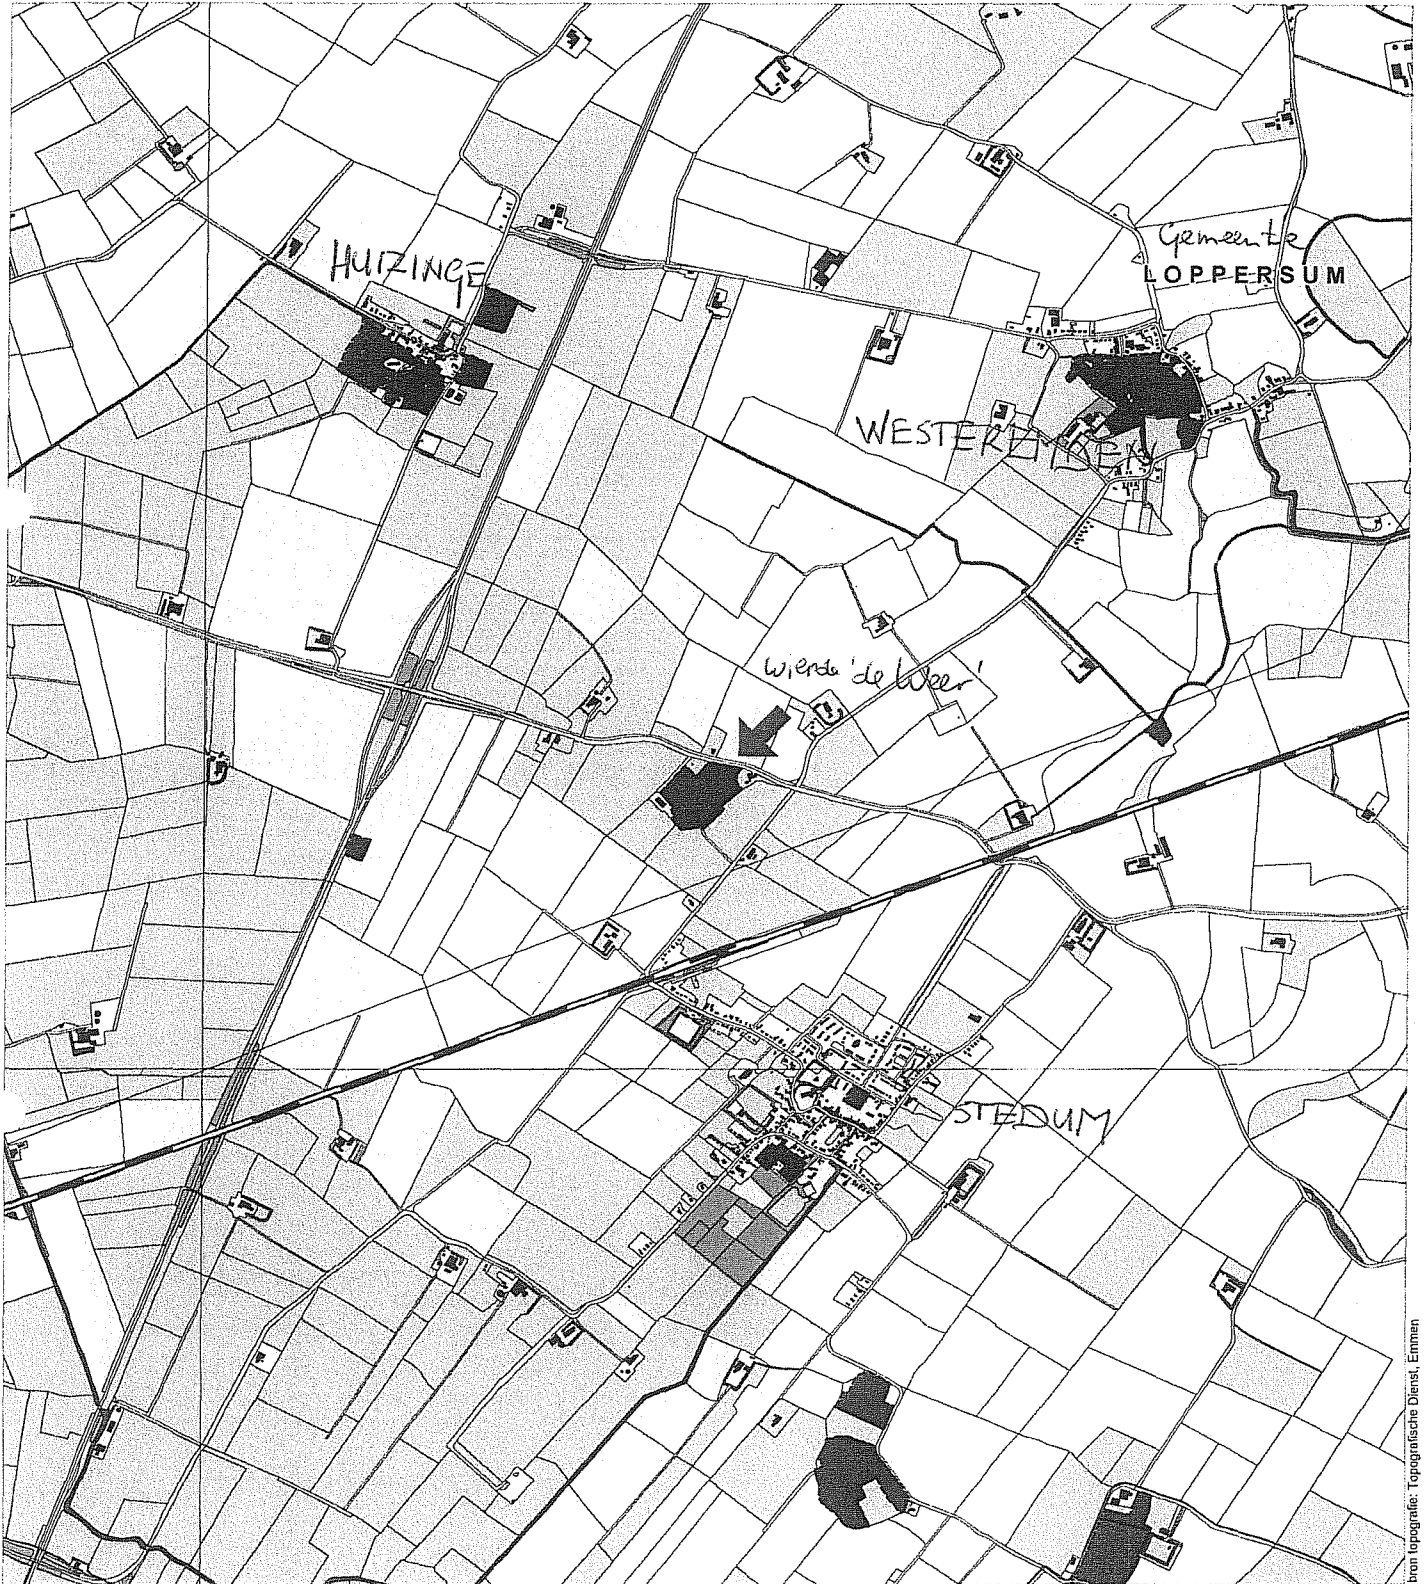 HUIZINGE
Gemeente
LOPPERSUM
WESTEREMDEN
wierde 'de Weer'
STEDUM
bron topografie: Topografische Dienst, Emmen